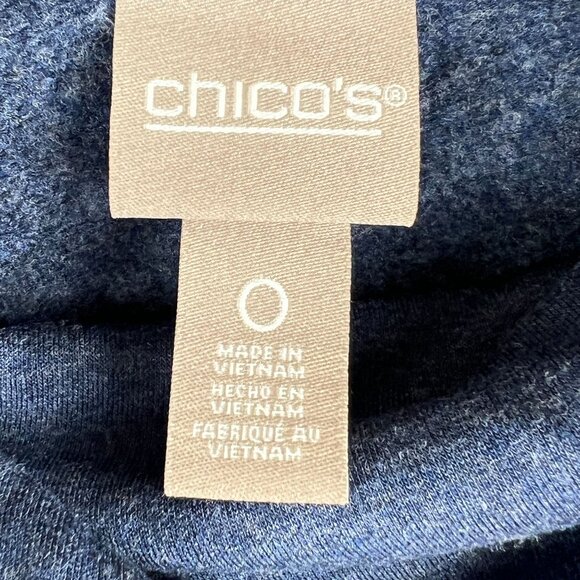 chico's®
0
MADE IN
VIETNAM
HECHO EN
VIETNAM
FABRIQUÉ AU
VIETNAM